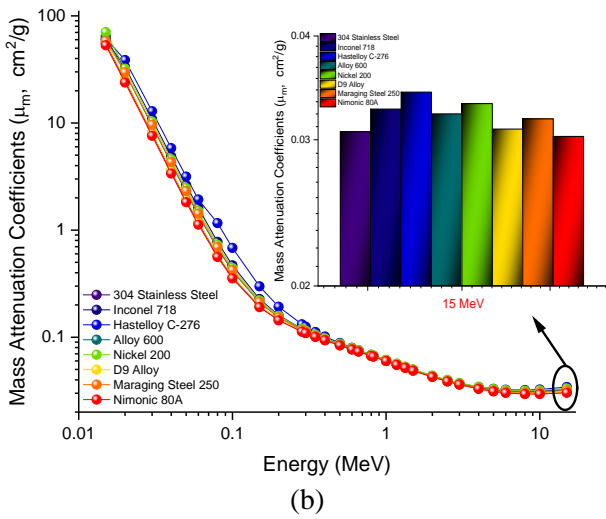 Mass Attenuation Coefficients (μm, cm2/g)
100
10
1
0.1
0.01
0.1
1
10
Energy (MeV)
304 Stainless Steel
Inconel 718
Hastelloy C-276
Alloy 600
Nickel 200
D9 Alloy
Maraging Steel 250
Nimonic 80A
Mass Attenuation Coefficients (μm, cm2/g)
0.04
0.03
0.02
304 Stainless Steel
Inconel 718
Hastelloy C-276
Alloy 600
Nickel 200
D9 Alloy
Maraging Steel 250
Nimonic 80A
15 MeV
(b)